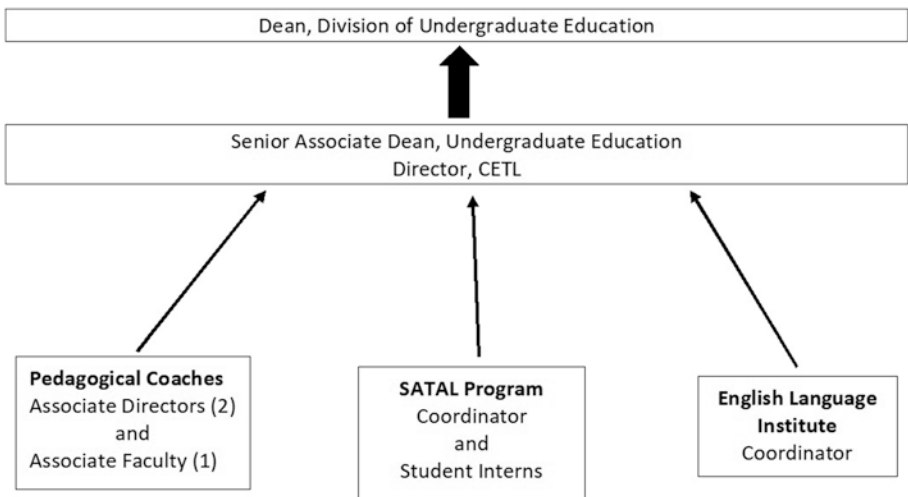 Dean, Division of Undergraduate Education
Senior Associate Dean, Undergraduate Education
Director, CETL
Pedagogical Coaches
Associate Directors (2)
and
Associate Faculty (1)
SATAL Program
Coordinator
and
Student Interns
English Language
Institute
Coordinator